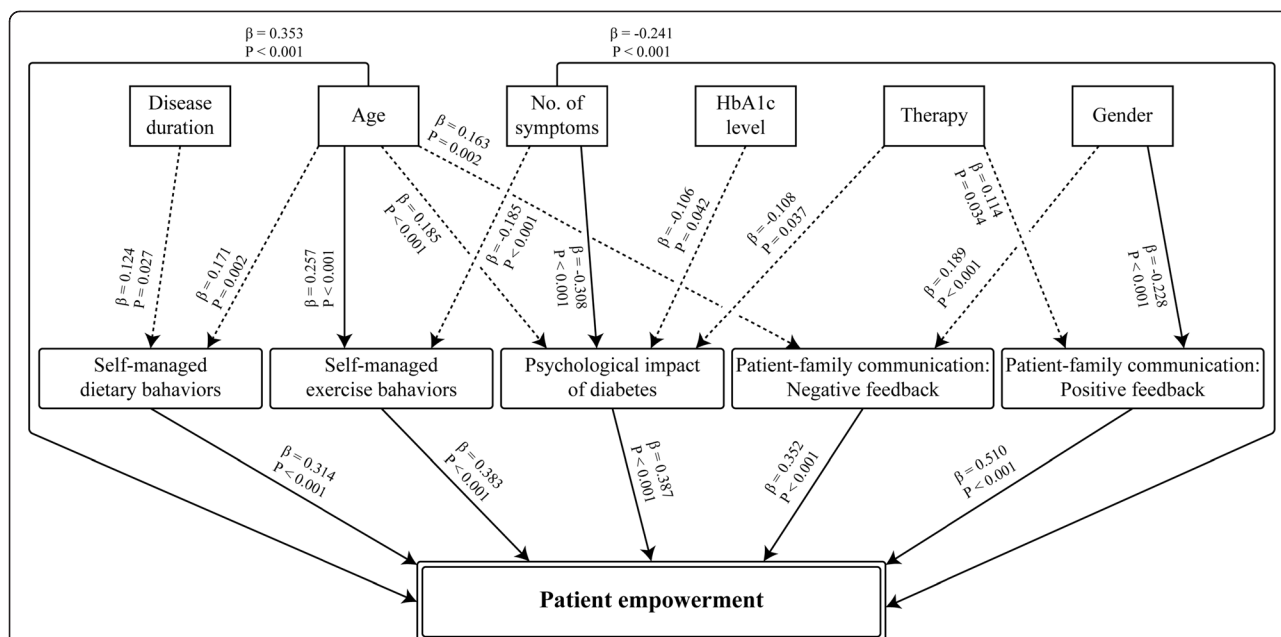 β = 0.353
P < 0.001
β = -0.241
P < 0.001
Disease
duration
Age
No. of
symptoms
HbA1c
level
Therapy
Gender
β = 0.124
P = 0.027
β = 0.171
P = 0.002
β = 0.257
P < 0.001
β = 0.185
P < 0.001
β = 0.163
P = 0.002
β = -0.185
P < 0.001
β = -0.308
P < 0.001
β = -0.106
P = 0.042
β = -0.108
P = 0.037
β = 0.114
P = 0.034
β = 0.189
P < 0.001
β = -0.228
P < 0.001
Self-managed
dietary bahaviors
Self-managed
exercise bahaviors
Psychological impact
of diabetes
Patient-family communication:
Negative feedback
Patient-family communication:
Positive feedback
β = 0.314
P < 0.001
β = 0.383
P < 0.001
β = 0.387
P < 0.001
β = 0.352
P < 0.001
β = 0.510
P < 0.001
Patient empowerment